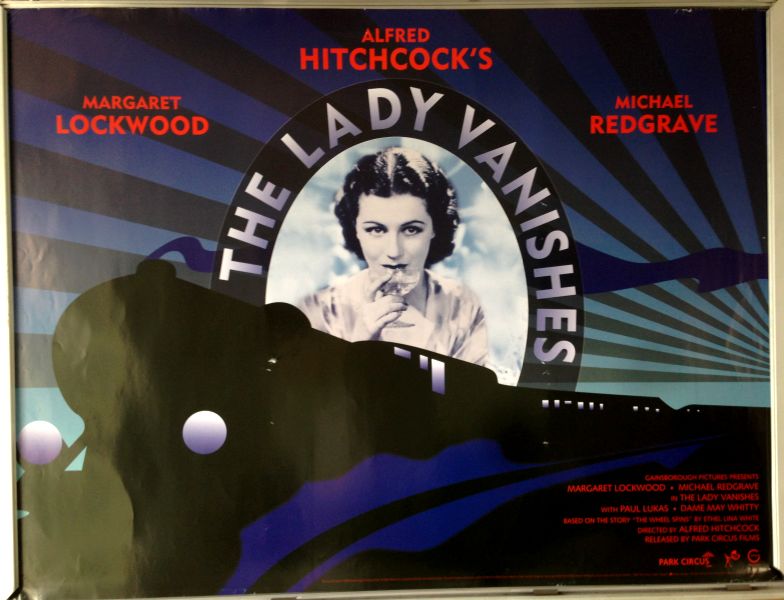 ALFRED
HITCHCOCK'S
MARGARET
LOCKWOOD
MICHAEL
REDGRAVE
THE LADY VANISHES
GAINSBOROUGH PICTURES PRESENTS
MARGARET LOCKWOOD • MICHAEL REDGRAVE
IN THE LADY VANISHES
WITH PAUL LUKAS • DAME MAY WHITTY
BASED ON THE STORY "THE WHEEL SPINS" BY ETHEL LINA WHITE
DIRECTED BY ALFRED HITCHCOCK
RELEASED BY PARK CIRCUS FILMS
PARK CIRCUS